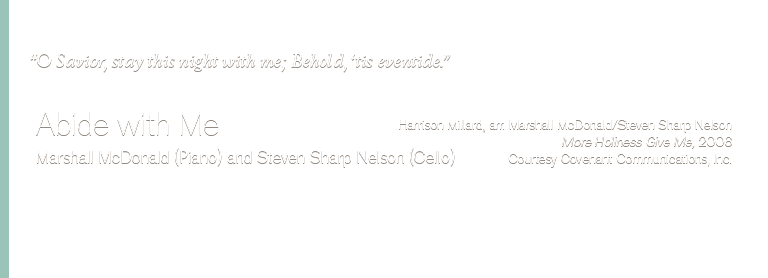 "O Savior, stay this night with me; Behold, 'tis eventide."
Abide with Me
Marshall McDonald (Piano) and Steven Sharp Nelson (Cello)
Harrison Millard, arr. Marshall McDonald/Steven Sharp Nelson
More Holiness Give Me, 2008
Courtesy Covenant Communications, Inc.